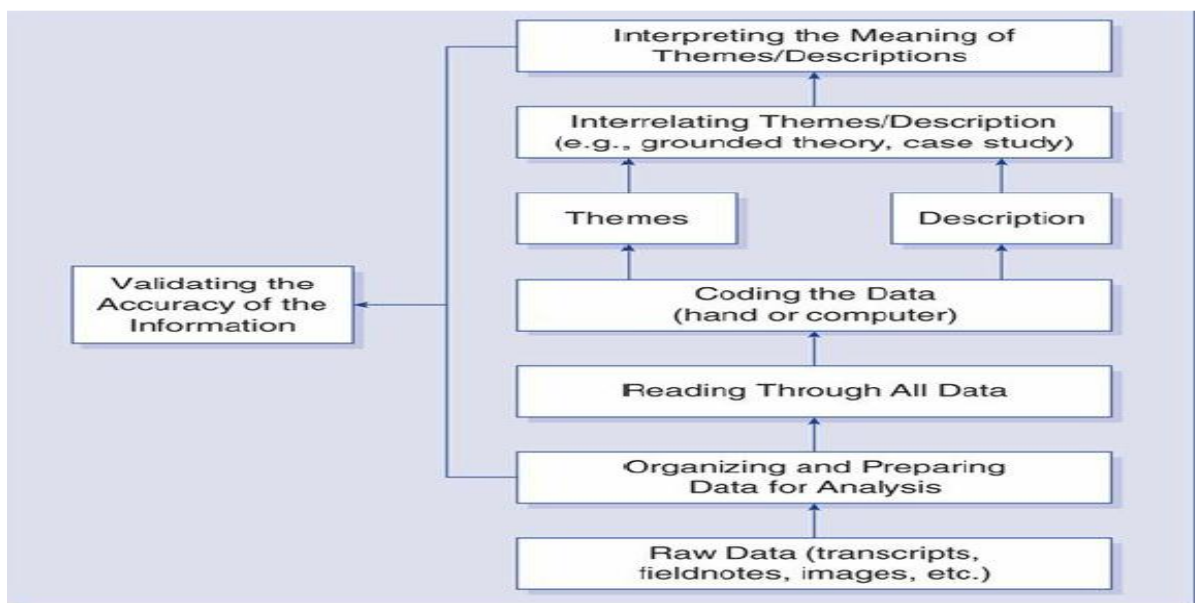 Interpreting the Meaning of
Themes/Descriptions
Interrelating Themes/Description
(e.g., grounded theory, case study)
Themes
Description
Validating the
Accuracy of the
Information
Coding the Data
(hand or computer)
Reading Through All Data
Organizing and Preparing
Data for Analysis
Raw Data (transcripts,
fieldnotes, images, etc.)